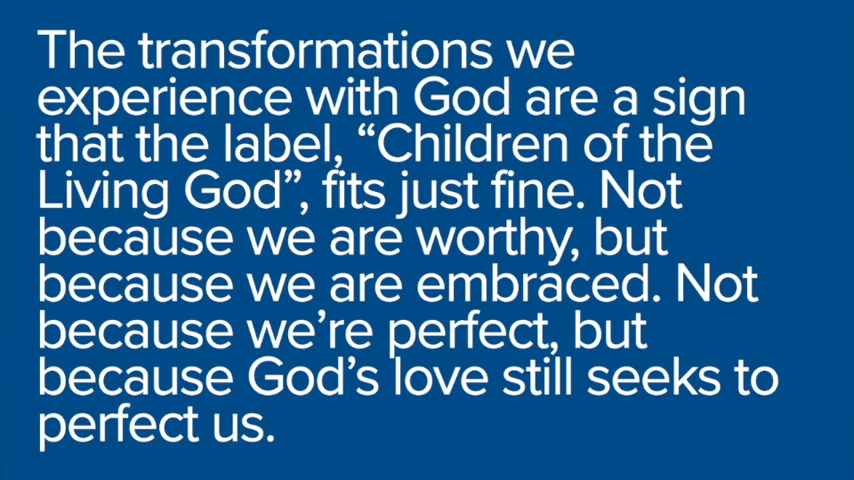 The transformations we
experience with God are a sign
that the label, “Children of the
Living God”, fits just fine. Not
because we are worthy, but
because we are embraced. Not
because we’re perfect, but
because God’s love still seeks to
perfect us.